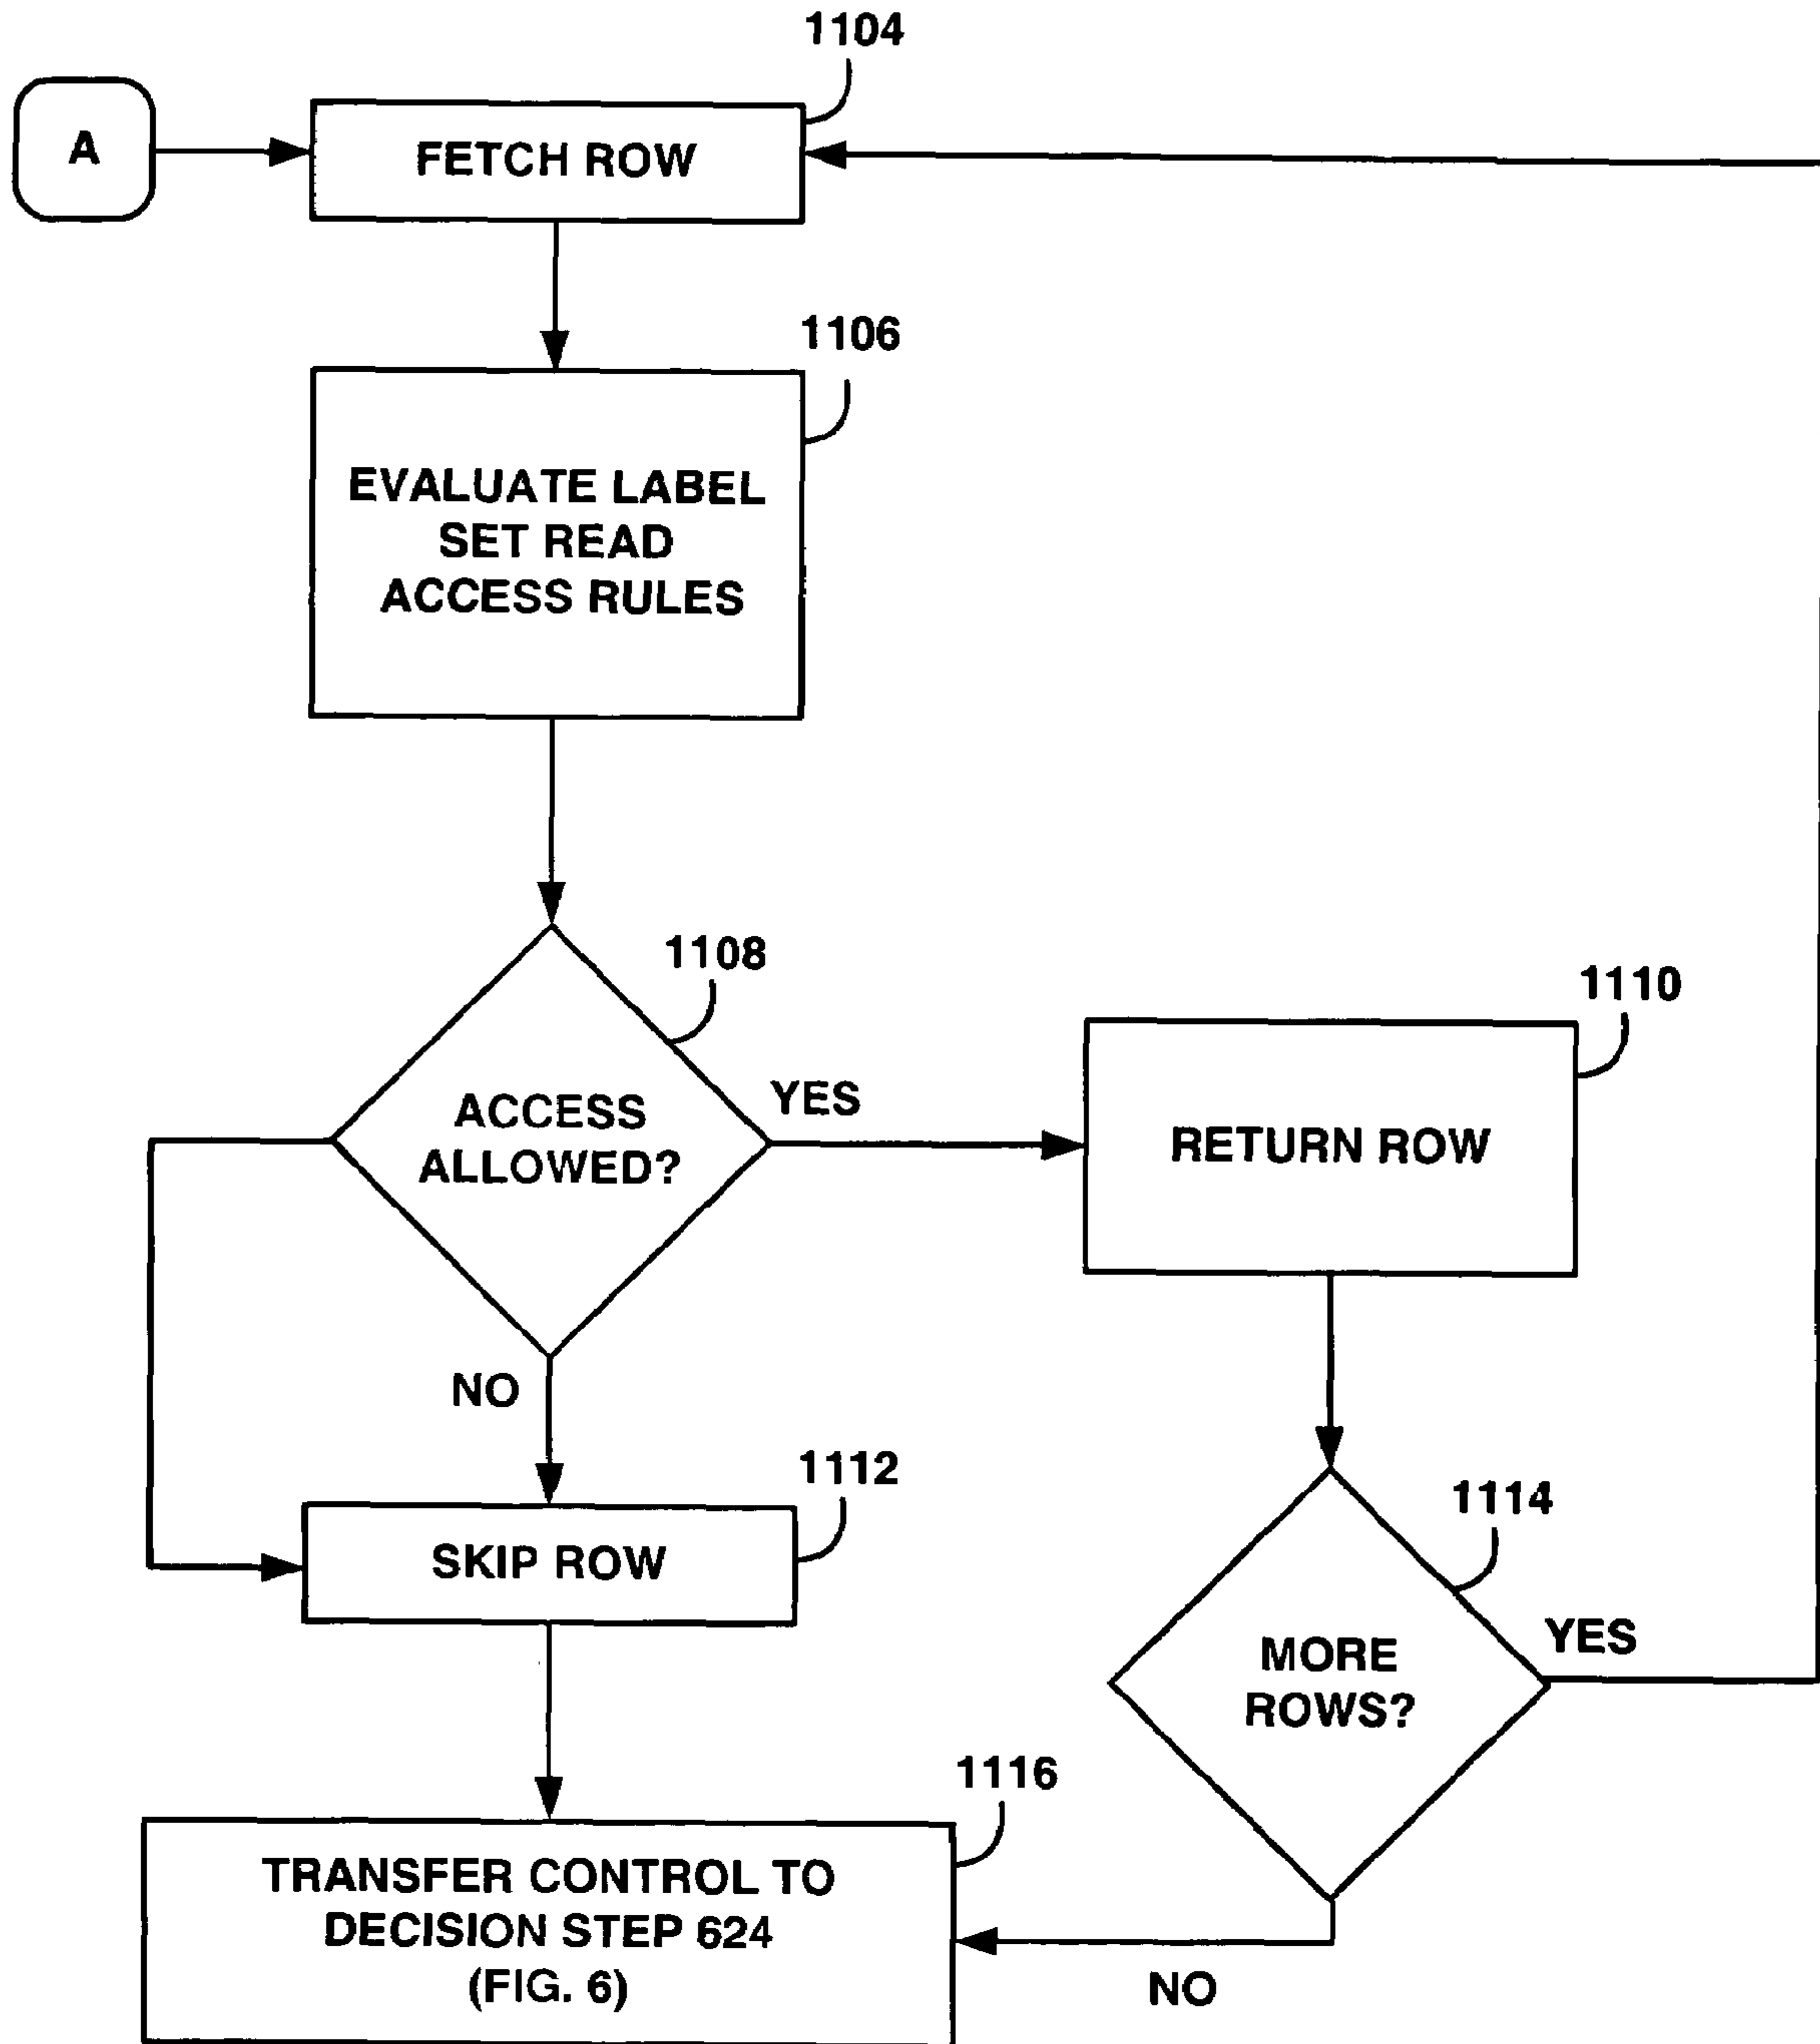 1104
A
FETCH ROW
1106
EVALUATE LABEL
SET READ
ACCESS RULES
1108
ACCESS
ALLOWED?
YES
NO
1110
RETURN ROW
1112
SKIP ROW
1114
MORE
ROWS?
YES
NO
1116
TRANSFER CONTROL TO
DECISION STEP 624
(FIG. 6)